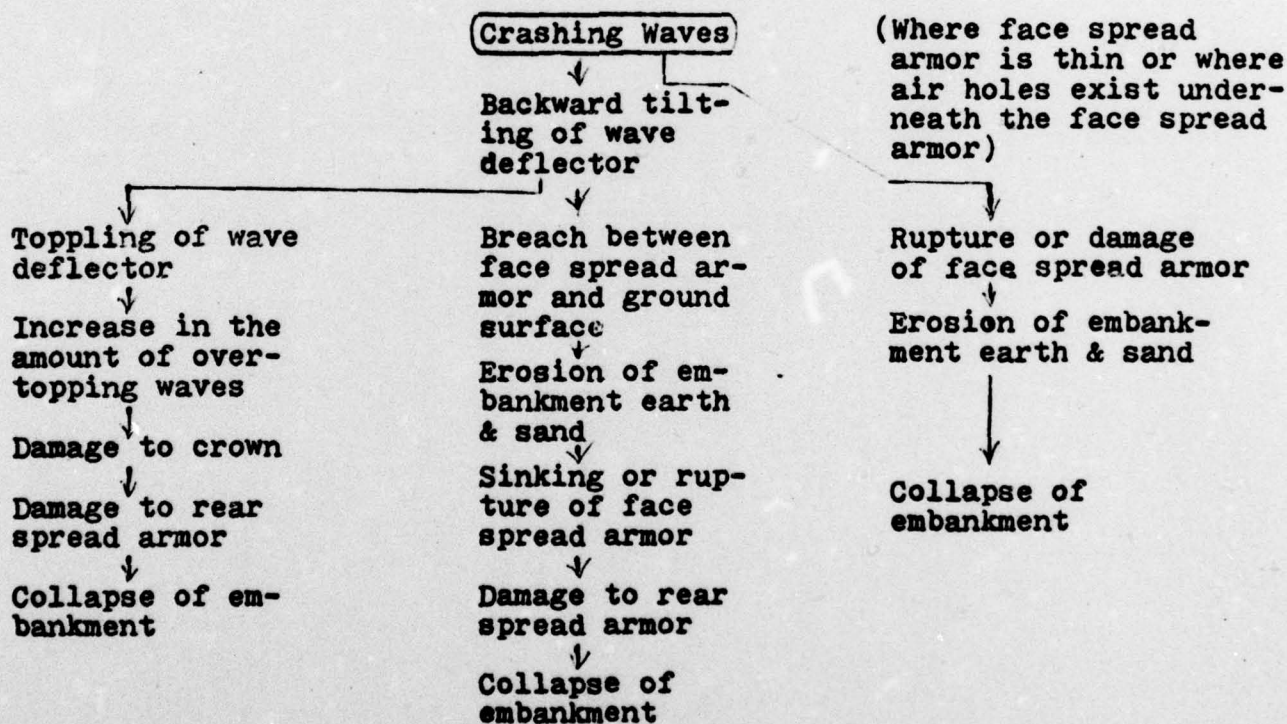 Crashing Waves
(Where face spread
armor is thin or where
air holes exist under-
neath the face spread
armor)
Backward tilt-
ing of wave
deflector
Toppling of wave
deflector
Increase in the
amount of over-
topping waves
Damage to crown
Damage to rear
spread armor
Collapse of em-
bankment
Breach between
face spread ar-
mor and ground
surface
Erosion of em-
bankment earth
& sand
Sinking or rup-
ture of face
spread armor
Damage to rear
spread armor
Collapse of
embankment
Rupture or damage
of face spread armor
Erosion of embank-
ment earth & sand
Collapse of
embankment